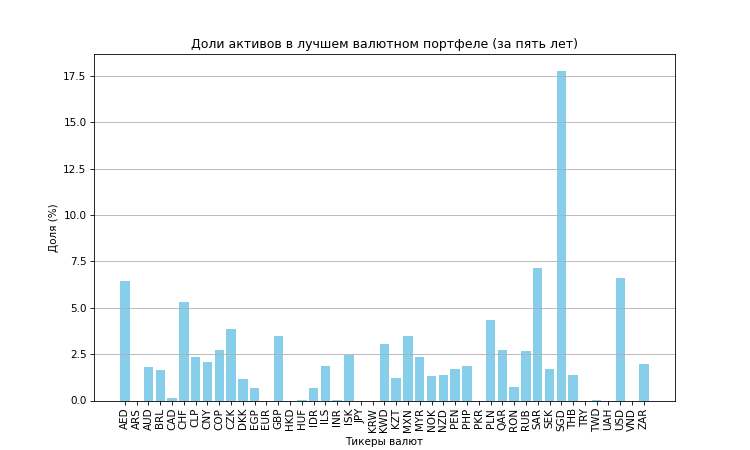 Доли активов в лучшем валютном портфеле (за пять лет)
Доля (%)
17.5
15.0
12.5
10.0
7.5
5.0
2.5
0.0
AED ARS AUD BRL CAD CHF CLP CNY COP CZK DKK EGP EUR GBP HKD HUF IDR ILS INR ISK JPY KRW KWD KZT MXN MYR NOK NZD PEN PHP PKR PLN QAR RON RUB SAR SEK SGD THB TRY TWD UAH USD VND ZAR
Тикеры валют